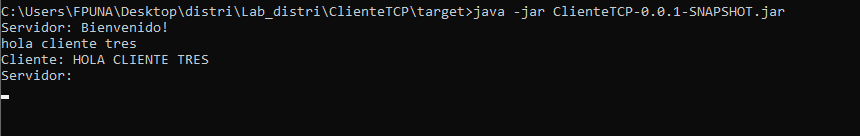 C:\Users\FPUNA\Desktop\distri\Lab_distri\ClienteTCP\target>java -jar ClienteTCP-0.0.1-SNAPSHOT.jar
Servidor: Bienvenido!
hola cliente tres
Cliente: HOLA CLIENTE TRES
Servidor: